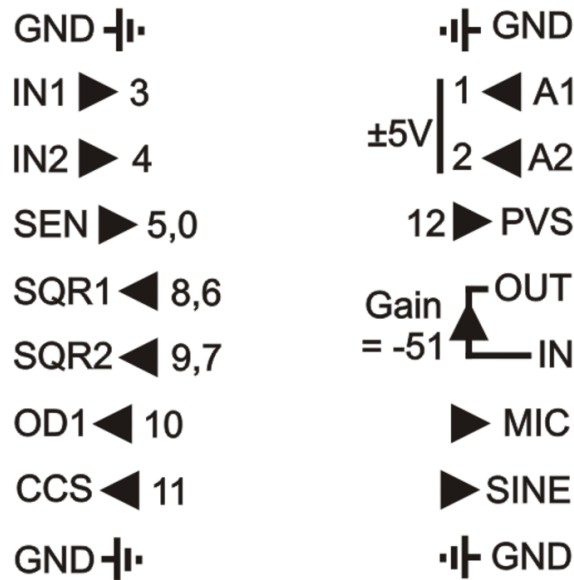 GND
IN1 3
IN2 4
SEN 5,0
SQR1 8,6
SQR2 9,7
OD1 10
CCS 11
GND
GND
1 A1
±5V
2 A2
12 PVS
OUT
Gain
= -51
IN
MIC
SINE
GND